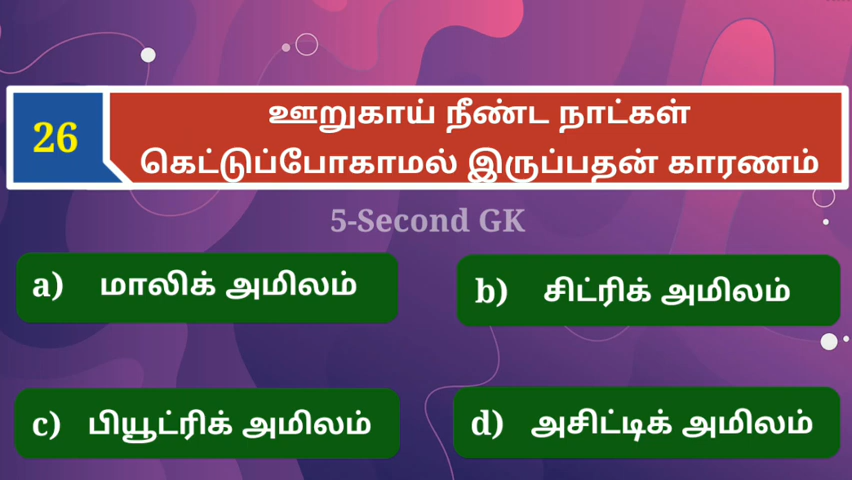 26
ஊறுகாய் நீண்ட நாட்கள்
கெட்டுப்போகாமல் இருப்பதன் காரணம்
5-Second GK
a) மாலிக் அமிலம்
b) சிட்ரிக் அமிலம்
c) பியூட்ரிக் அமிலம்
d) அசிட்டிக் அமிலம்